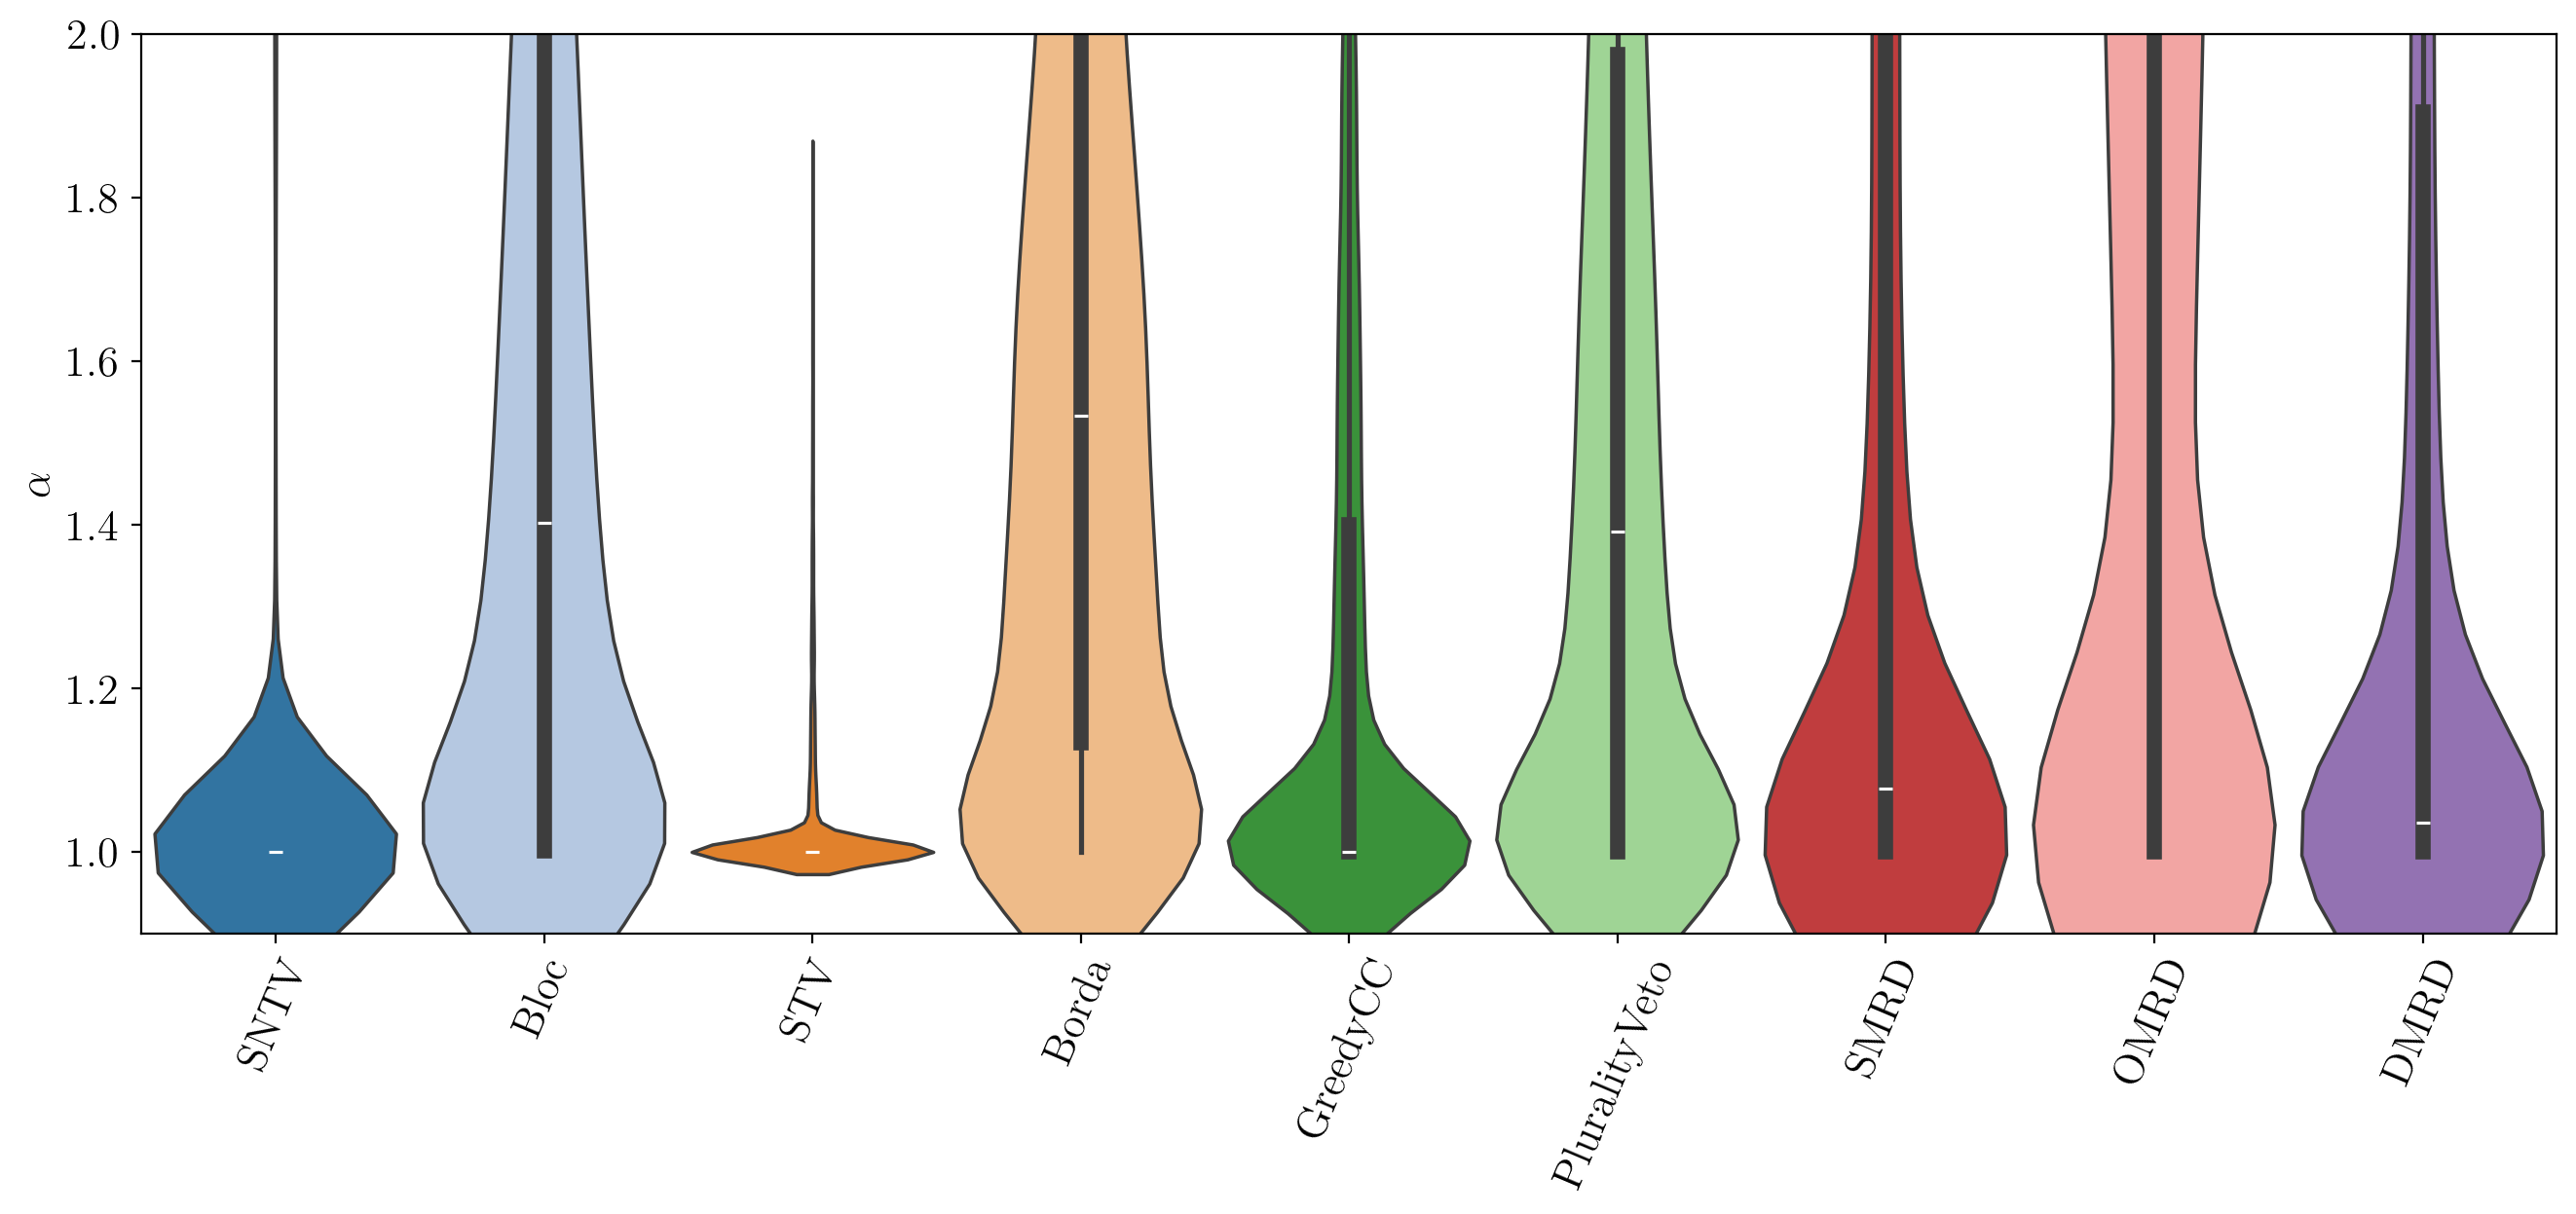 2.0
1.8
1.6
1.4
1.2
1.0
α
SNTV
Bloc
STV
Borda
GreedyCC
PluralityVeto
SMRD
OMRD
DMRD